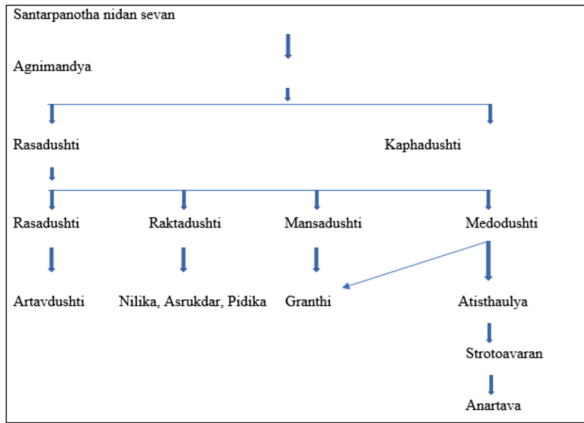 Santarpanotha nidan sevan
Agnimandya
Rasadushti Kaphadushti
Rasadushti Raktadushti Mansadushti Medodushti
Artavdushti Nilika, Asrukdar, Pidika Granthi Atisthaulya
Strotoavaran
Anartava